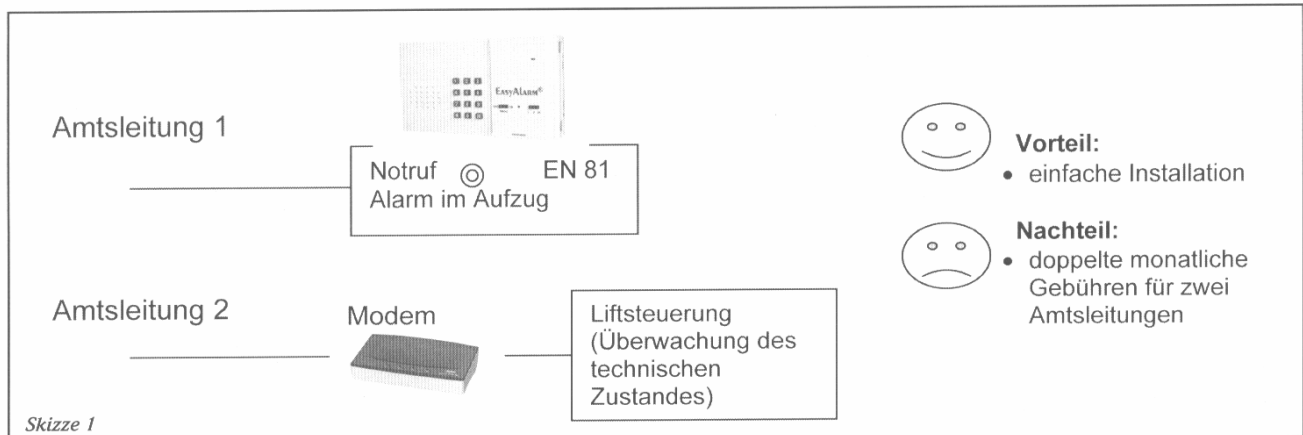 EASYALARM®
Amtsleitung 1
Notruf EN 81
Alarm im Aufzug
Vorteil:
• einfache Installation
Nachteil:
• doppelte monatliche
Gebühren für zwei
Amtsleitungen
Amtsleitung 2
Modem
Liftsteuerung
(Überwachung des
technischen
Zustandes)
Skizze 1